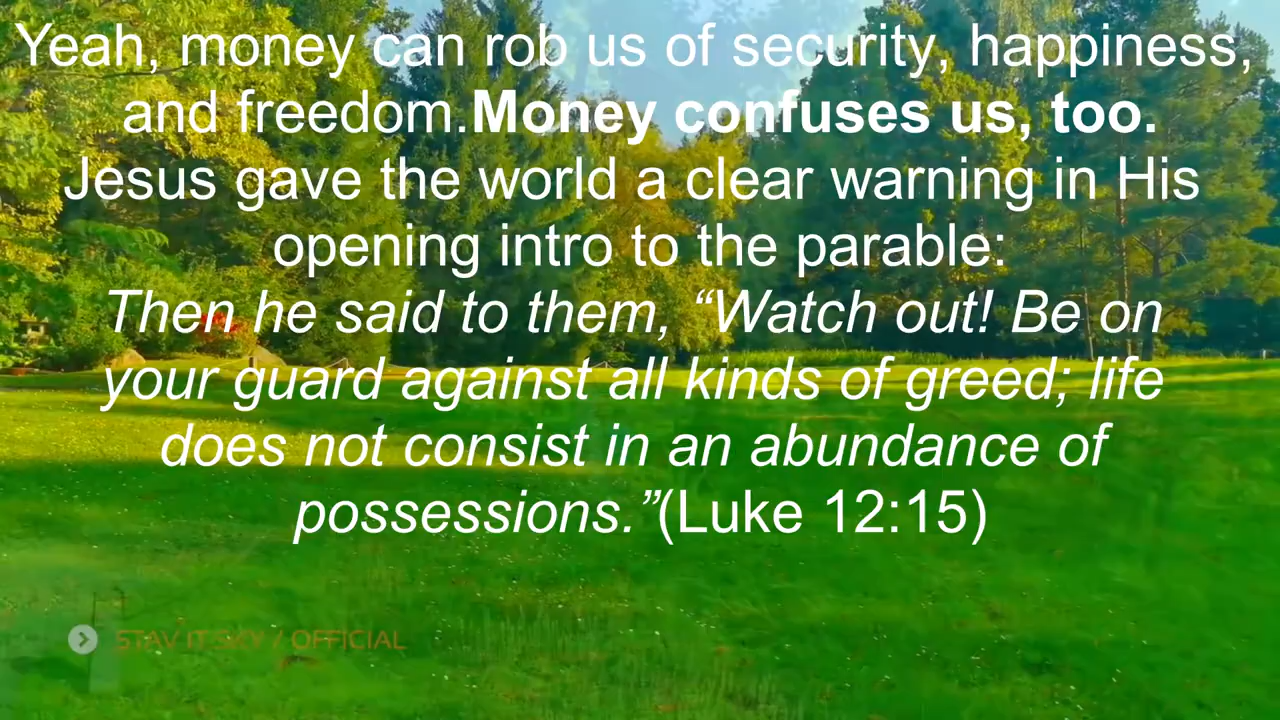 Yeah, money can rob us of security, happiness,
and freedom.Money confuses us, too.
Jesus gave the world a clear warning in His
opening intro to the parable:
Then he said to them, “Watch out! Be on
your guard against all kinds of greed; life
does not consist in an abundance of
possessions.”(Luke 12:15)
STAV IT SKY / OFFICIAL